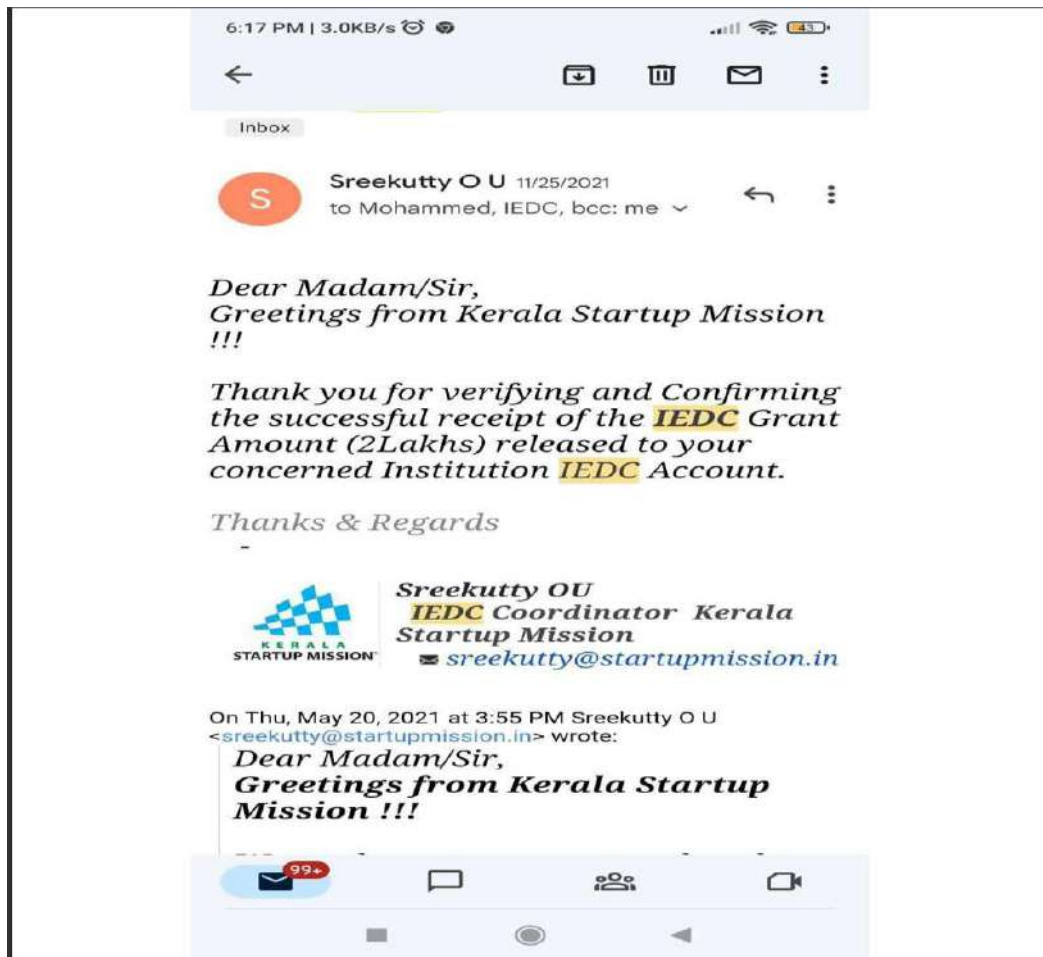 6:17 PM | 3.0KB/s
43
Inbox
S
Sreekutty O U 11/25/2021
to Mohammed, IEDC, bcc: me
Dear Madam/Sir,
Greetings from Kerala Startup Mission
!!!
Thank you for verifying and Confirming
the successful receipt of the IEDC Grant
Amount (2Lakhs) released to your
concerned Institution IEDC Account.
Thanks & Regards
-
KERALA
STARTUP MISSION
Sreekutty OU
IEDC Coordinator Kerala
Startup Mission
sreekutty@startupmission.in
On Thu, May 20, 2021 at 3:55 PM Sreekutty O U
<sreekutty@startupmission.in> wrote:
Dear Madam/Sir,
Greetings from Kerala Startup
Mission !!!
99+